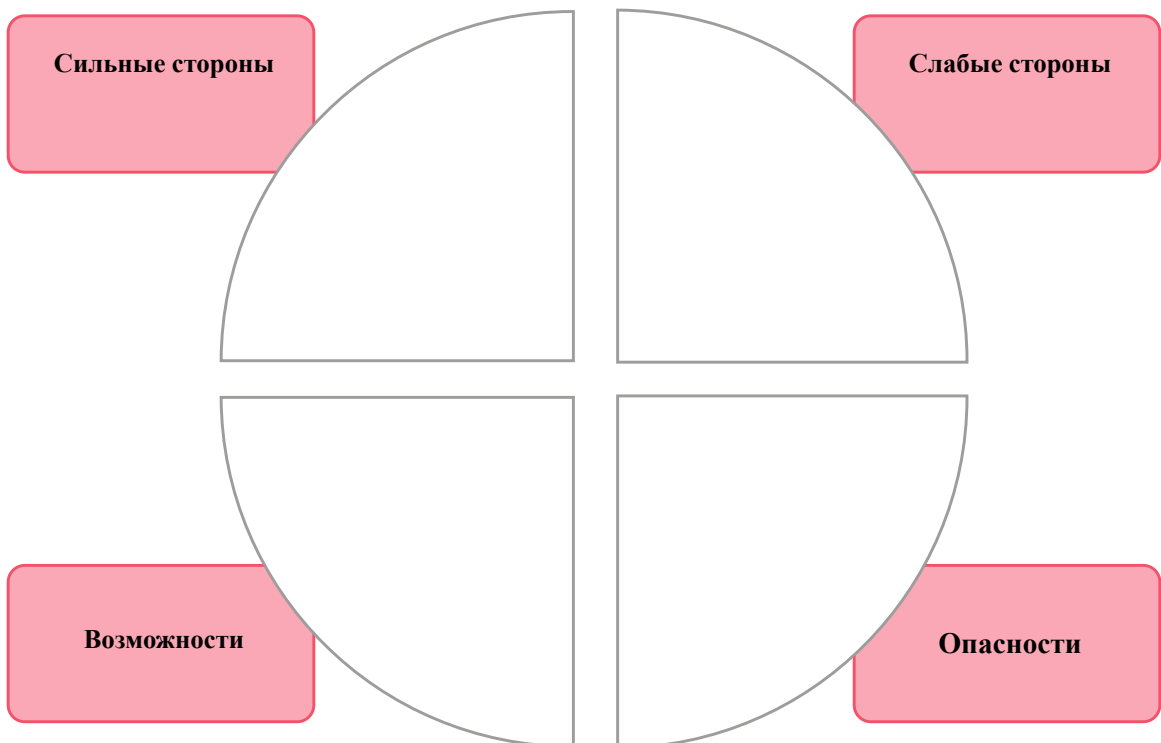 Сильные стороны
Слабые стороны
Возможности
Опасности